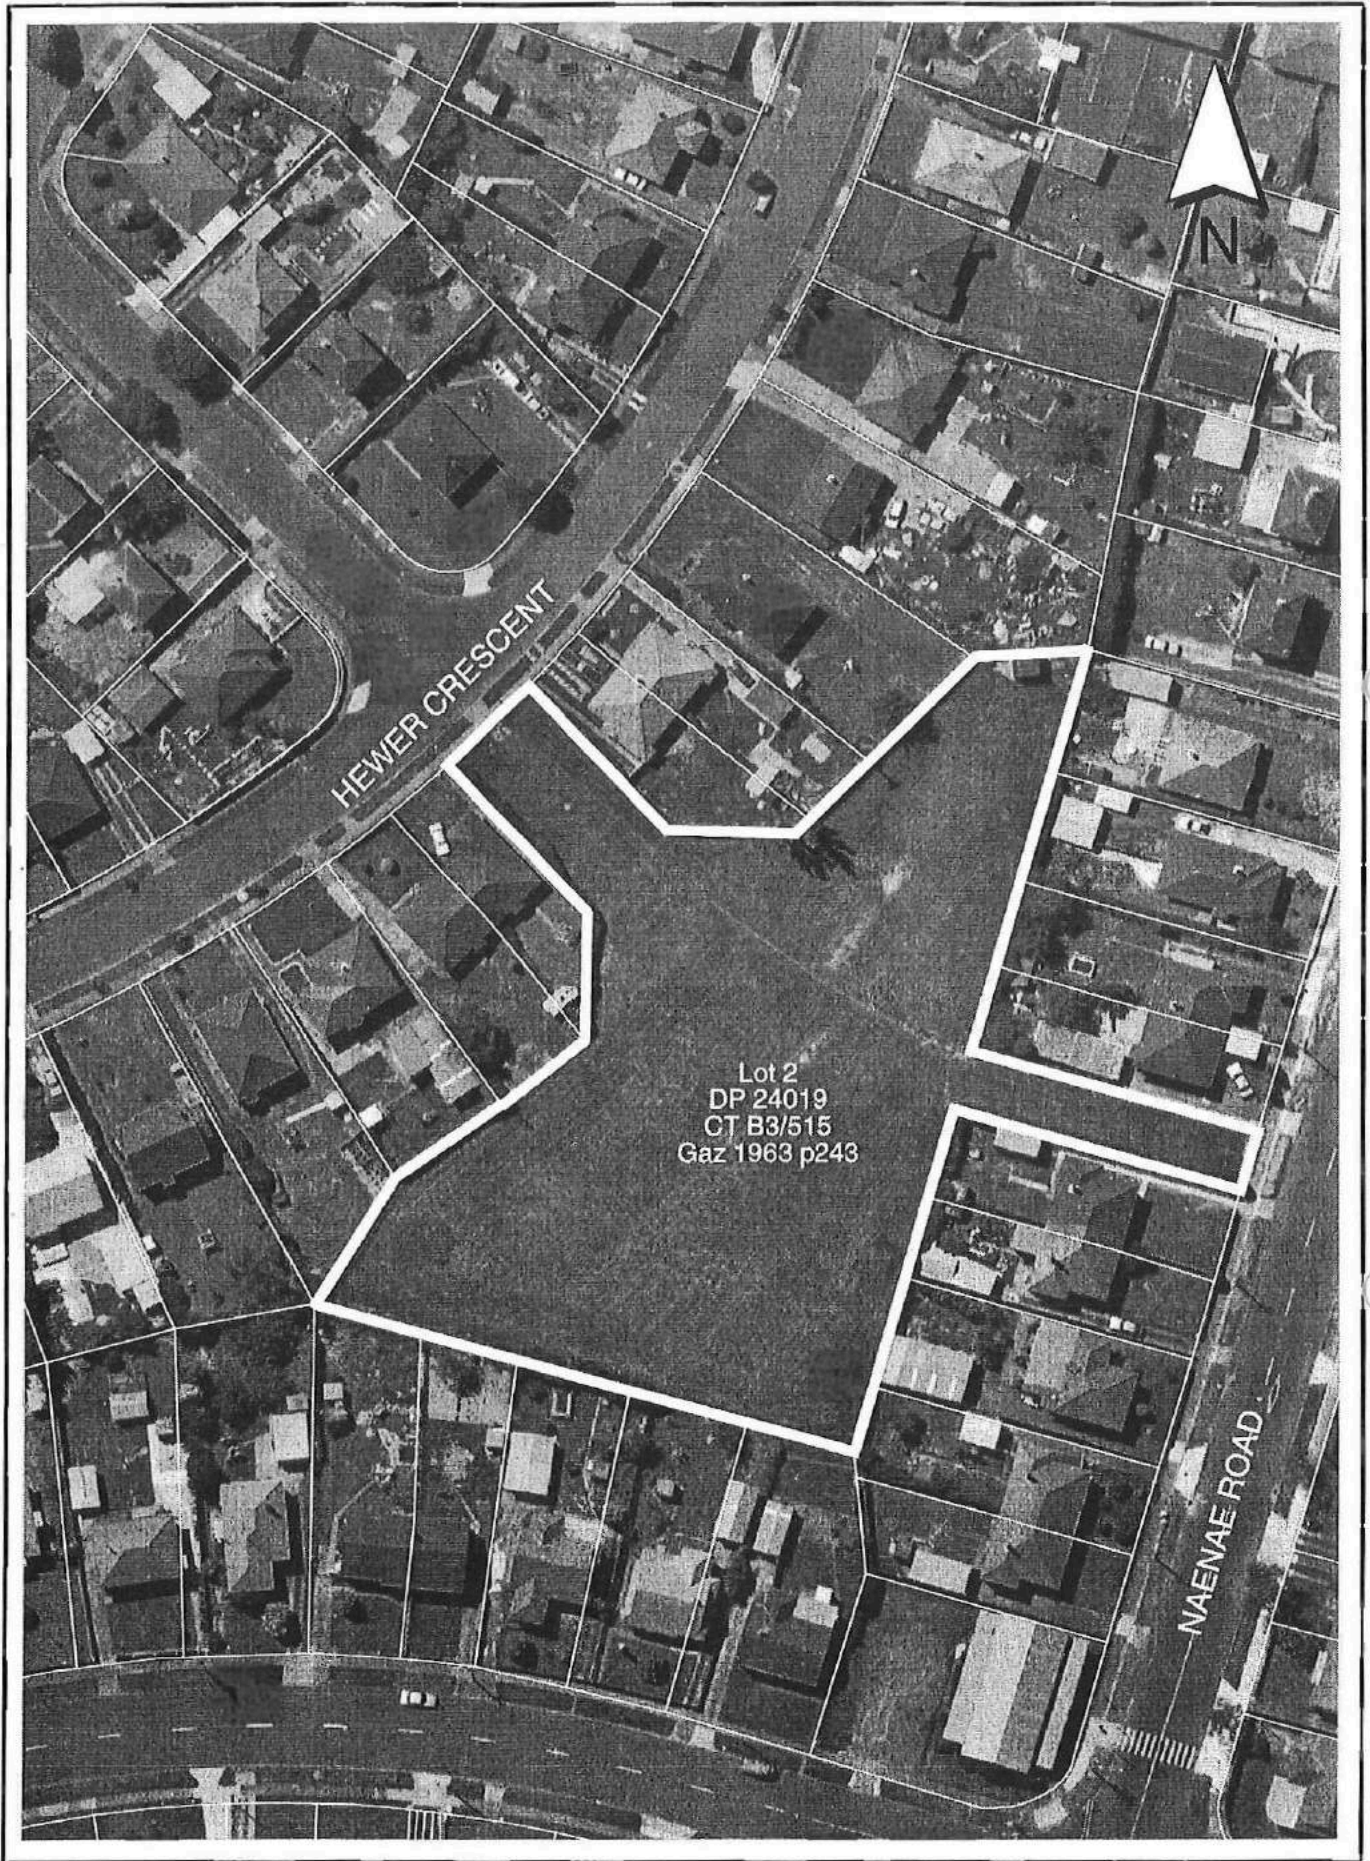 N
HEWER CRESCENT
Lot 2
DP 24019
CT B3/515
Gaz 1963 p243
NAENAE ROAD